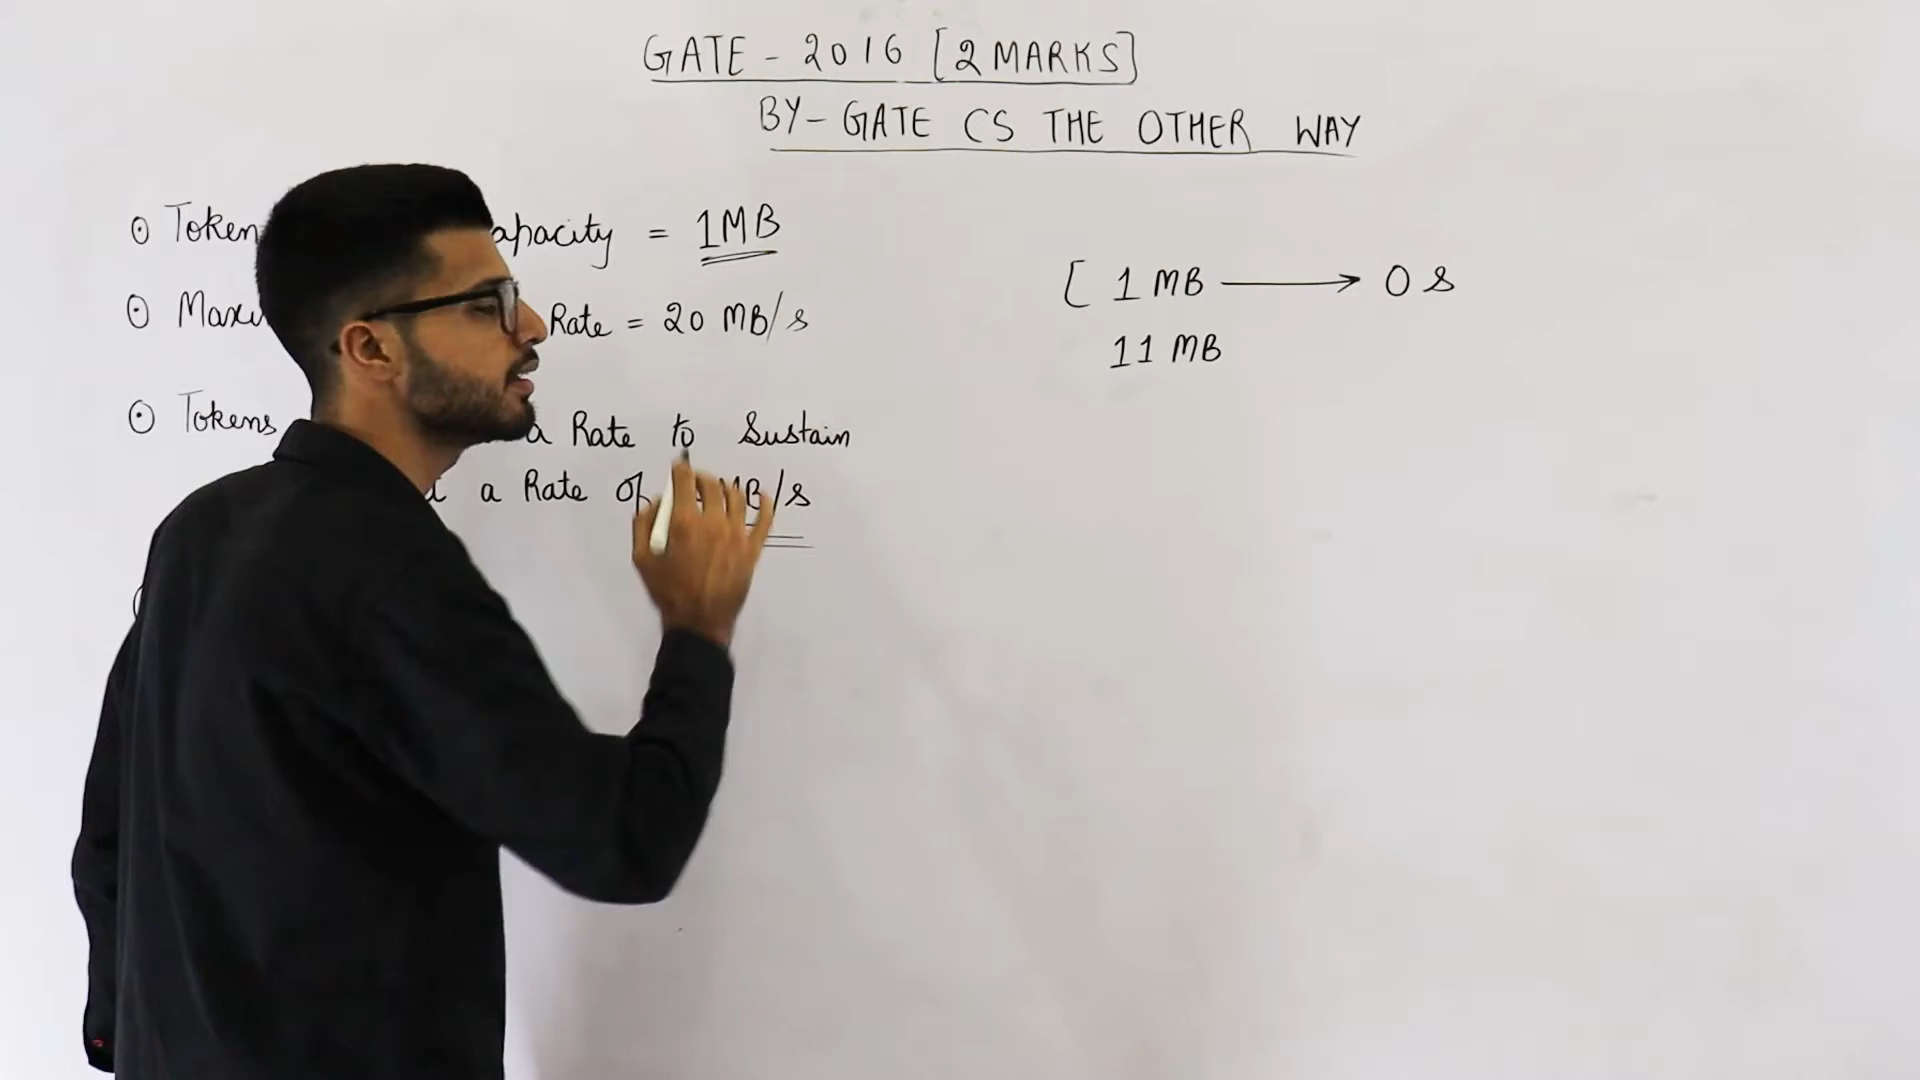 GATE - 2016 [2 MARKS]
BY - GATE CS THE OTHER WAY
⊙ Token apacity = 1MB
⊙ Rate = 20 MB/s
⊙ Tokens a Rate to Sustain
a Rate of MB/s
[ 1 MB → 0 s
11 MB